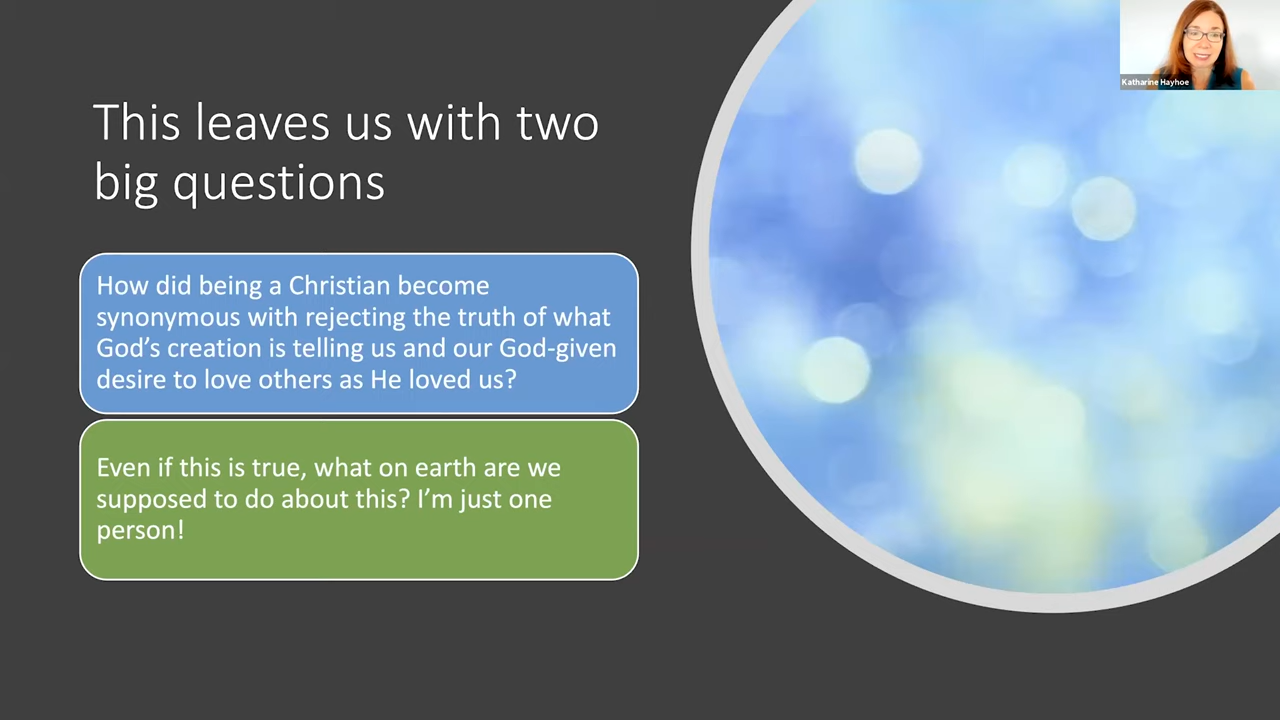 This leaves us with two
big questions
How did being a Christian become
synonymous with rejecting the truth of what
God’s creation is telling us and our God-given
desire to love others as He loved us?
Even if this is true, what on earth are we
supposed to do about this? I’m just one
person!
Katharine Hayhoe